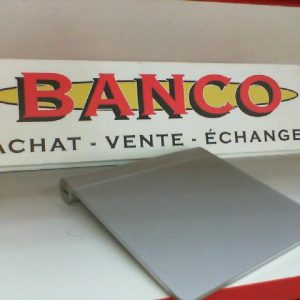 BANCO
ACHAT - VENTE - ÉCHANGE